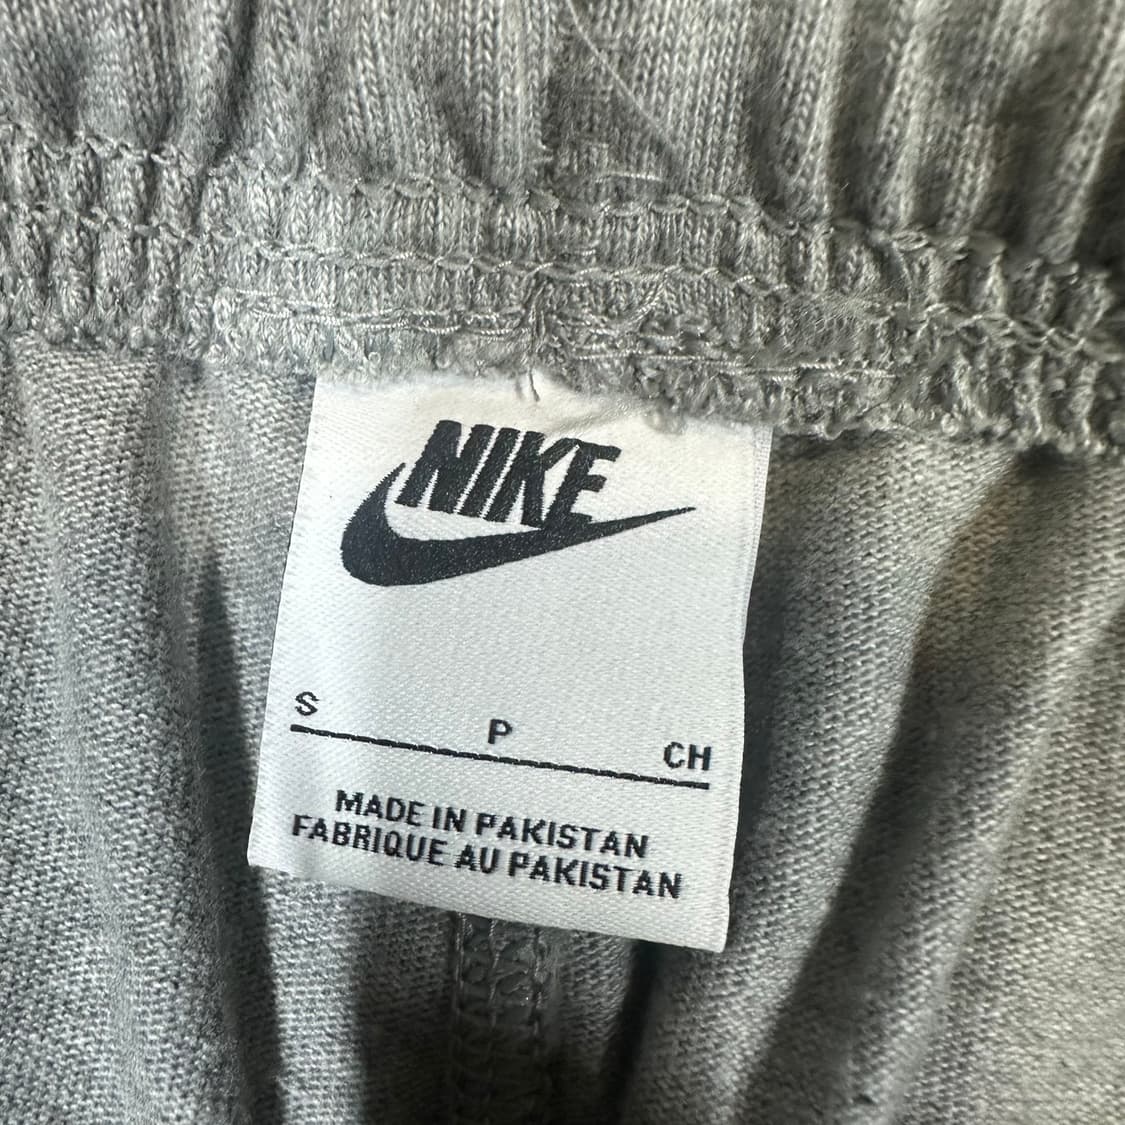 NIKE
S P CH
MADE IN PAKISTAN
FABRIQUE AU PAKISTAN